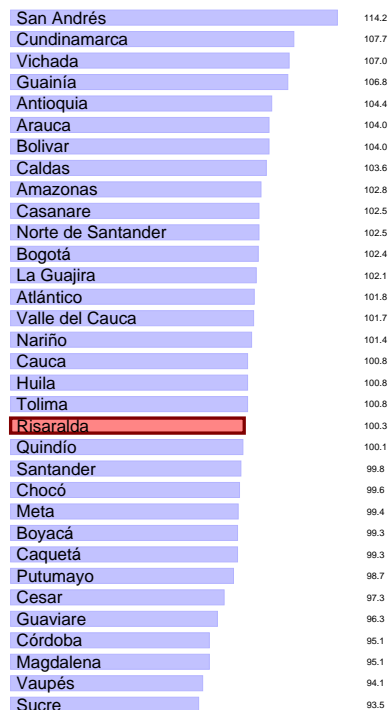 San Andrés 114.2
Cundinamarca 107.7
Vichada 107.0
Guainía 106.8
Antioquia 104.4
Arauca 104.0
Bolivar 104.0
Caldas 103.6
Amazonas 102.8
Casanare 102.5
Norte de Santander 102.5
Bogotá 102.4
La Guajira 102.1
Atlántico 101.8
Valle del Cauca 101.7
Nariño 101.4
Cauca 100.8
Huila 100.8
Tolima 100.8
Risaralda 100.3
Quindío 100.1
Santander 99.8
Chocó 99.6
Meta 99.4
Boyacá 99.3
Caquetá 99.3
Putumayo 98.7
Cesar 97.3
Guaviare 96.3
Córdoba 95.1
Magdalena 95.1
Vaupés 94.1
Sucre 93.5